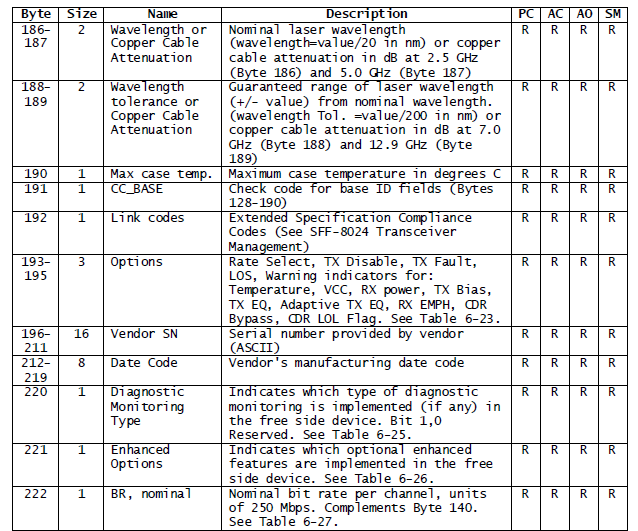 Byte Size Name Description PC AC AO SM
186- 2 Wavelength or Nominal laser wavelength R R R R
187 Copper Cable (wavelength=value/20 in nm) or copper
Attenuation cable attenuation in dB at 2.5 GHz
(Byte 186) and 5.0 GHz (Byte 187)
188- 2 Wavelength Guaranteed range of laser wavelength R R R R
189 tolerance or (+/- value) from nominal wavelength.
Copper Cable (wavelength Tol. =value/200 in nm) or
Attenuation copper cable attenuation in dB at 7.0
GHz (Byte 188) and 12.9 GHz (Byte
189)
190 1 Max case temp. Maximum case temperature in degrees C R R R R
191 1 CC_BASE Check code for base ID fields (Bytes R R R R
128-190)
192 1 Link codes Extended Specification Compliance R R R R
Codes (See SFF-8024 Transceiver
Management)
193- 3 Options Rate Select, TX Disable, TX Fault, R R R R
195 LOS, Warning indicators for:
Temperature, VCC, RX power, TX Bias,
TX EQ, Adaptive TX EQ, RX EMPH, CDR
Bypass, CDR LOL Flag. See Table 6-23.
196- 16 Vendor SN Serial number provided by vendor R R R R
211 (ASCII)
212- 8 Date Code Vendor's manufacturing date code R R R R
219
220 1 Diagnostic Indicates which type of diagnostic R R R R
Monitoring monitoring is implemented (if any) in
Type the free side device. Bit 1,0
Reserved. See Table 6-25.
221 1 Enhanced Indicates which optional enhanced R R R R
Options features are implemented in the free
side device. See Table 6-26.
222 1 BR, nominal Nominal bit rate per channel, units R R R R
of 250 Mbps. Complements Byte 140.
See Table 6-27.